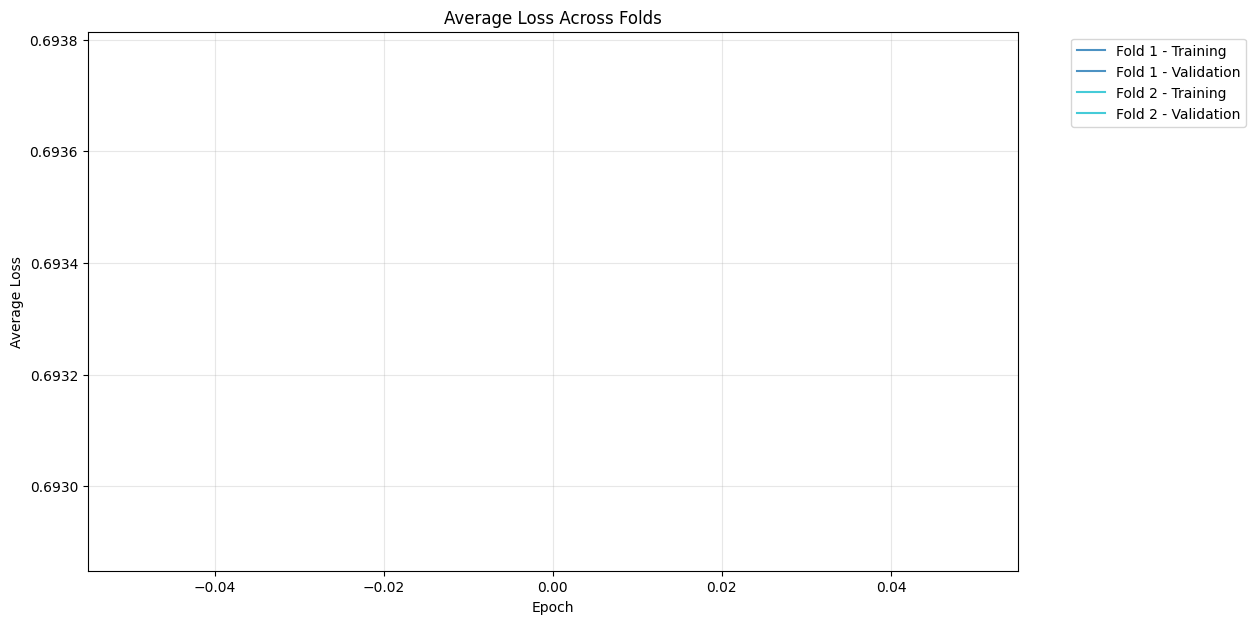 Average Loss Across Folds
0.6938
0.6936
0.6934
0.6932
0.6930
Average Loss
−0.04
−0.02
0.00
0.02
0.04
Epoch
Fold 1 - Training
Fold 1 - Validation
Fold 2 - Training
Fold 2 - Validation